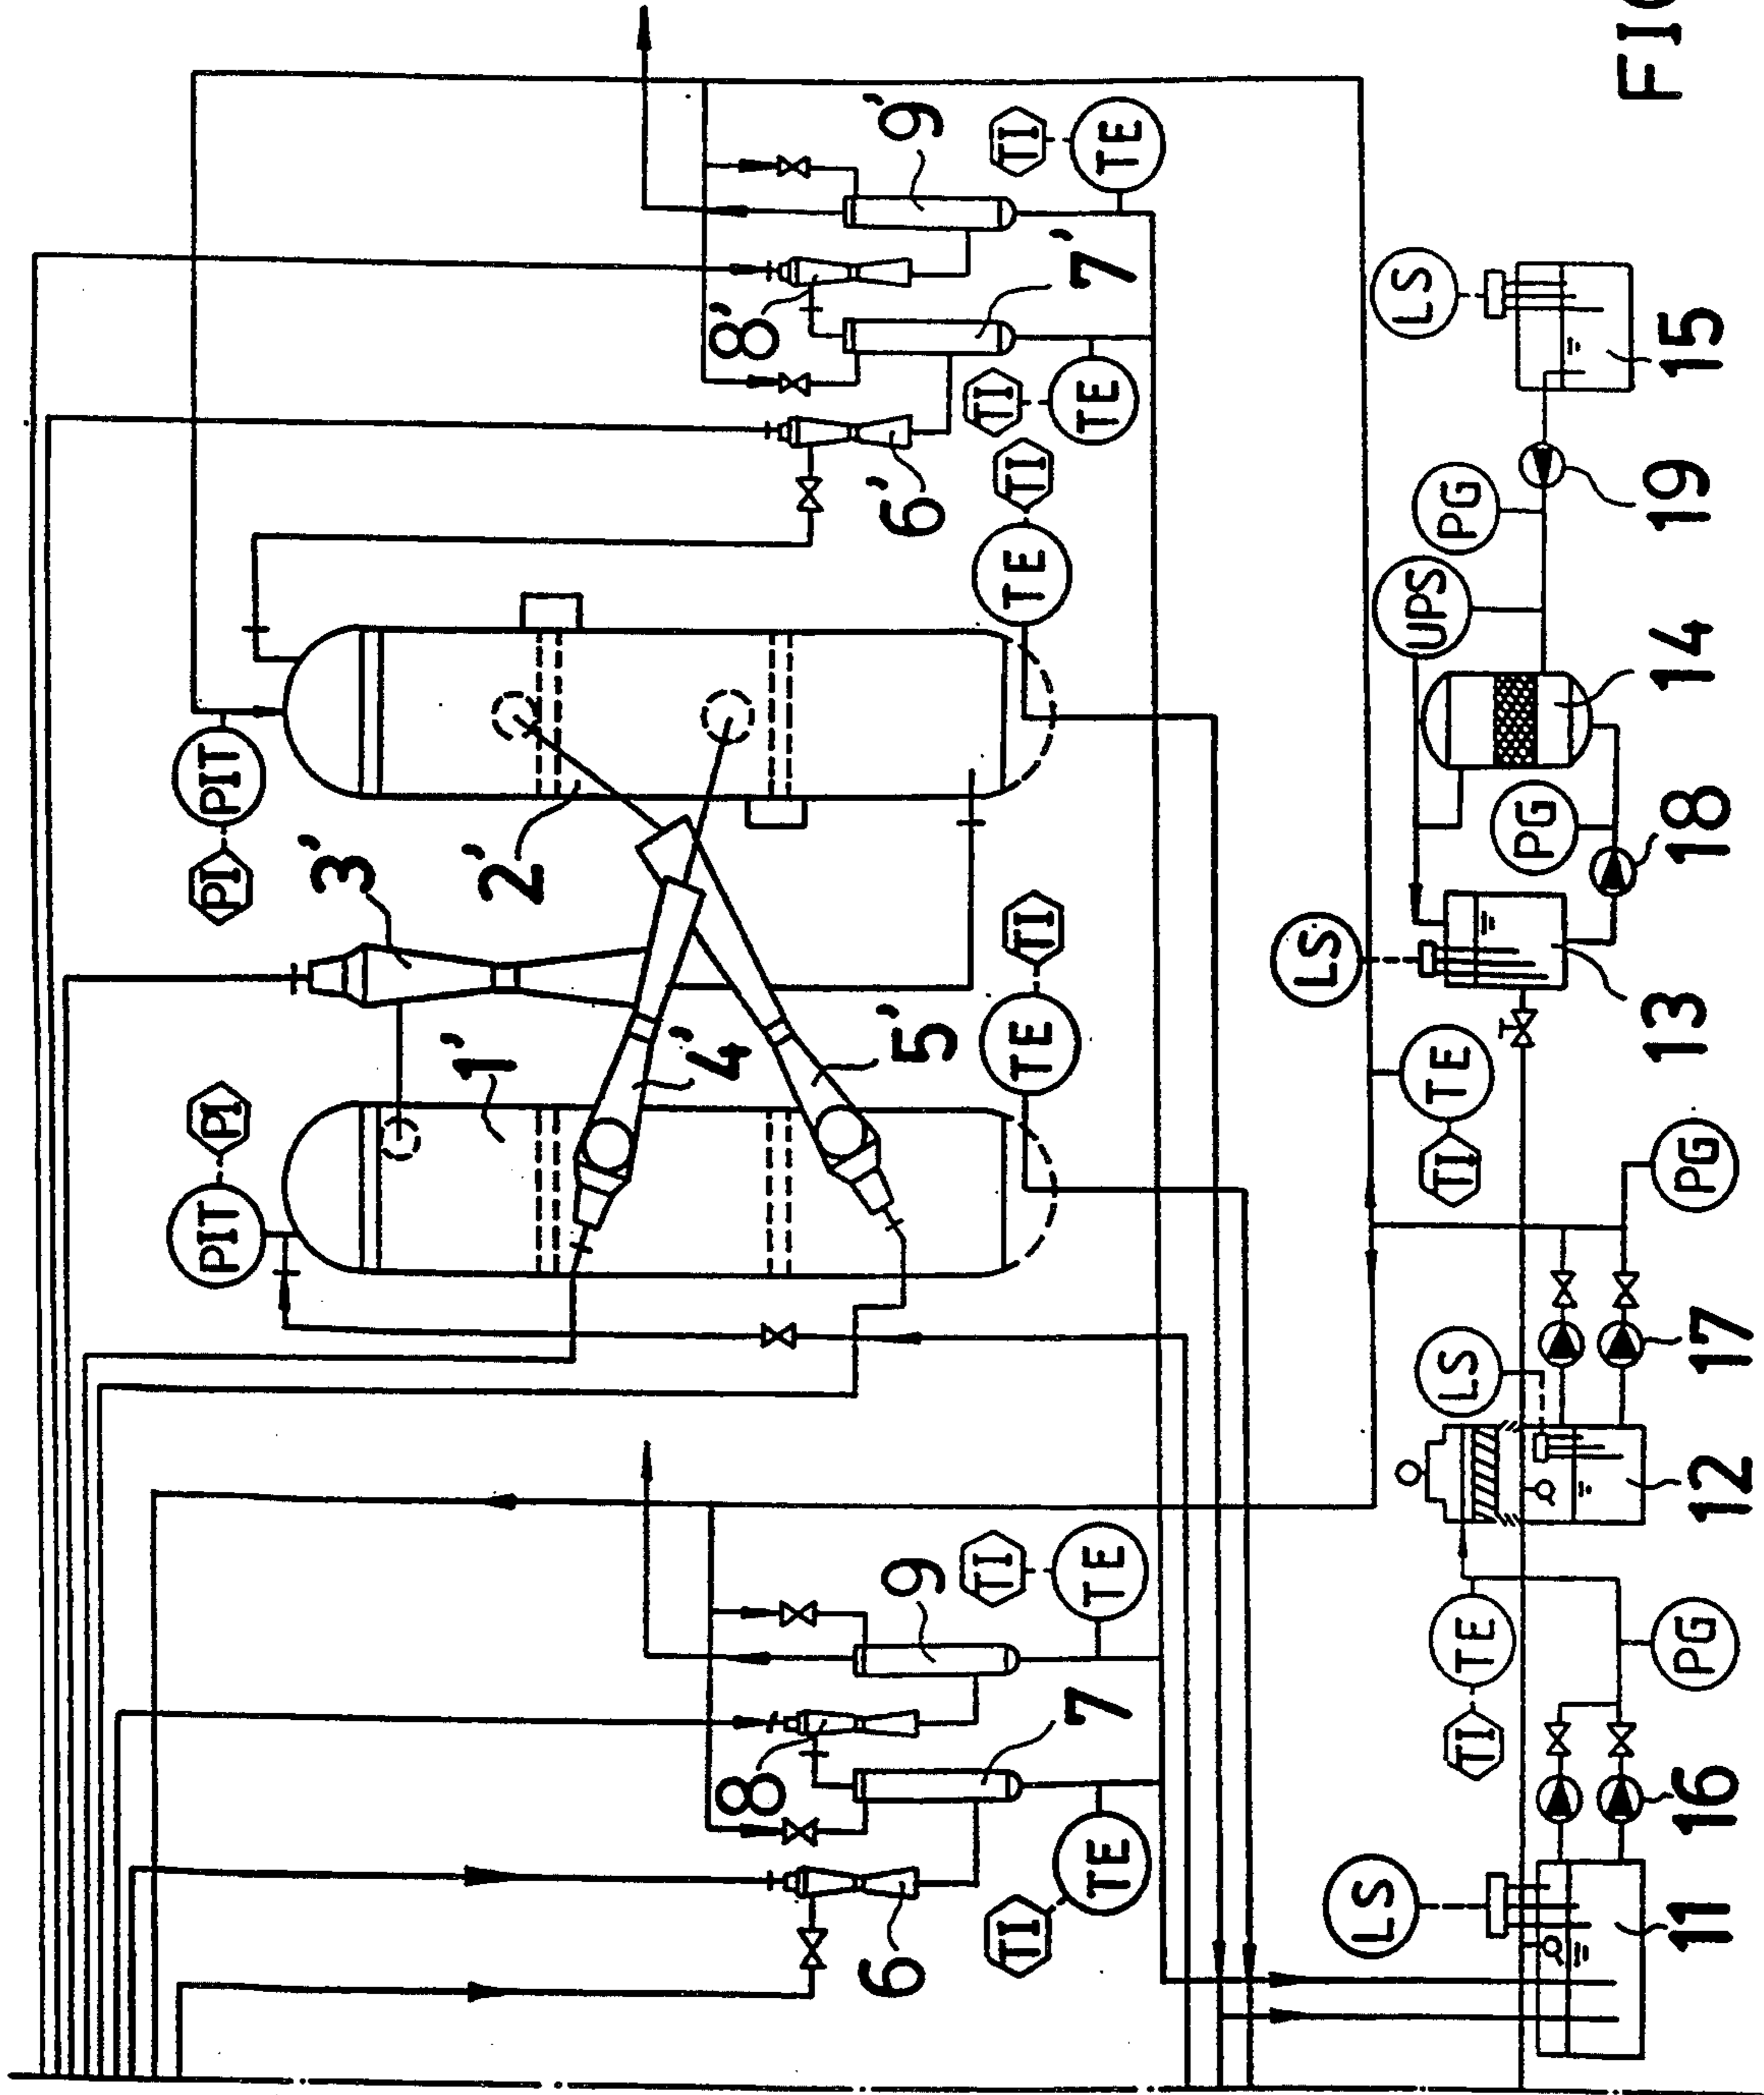 FIG
9'
TI
TE
8'
7'
TI
TE
6'
TI
TE
LS
15
PG
19
UPS
14
PIT
PI
3'
2'
PG
18
LS
13
PI
PIT
1'
4'
5'
TE
TI
TE
TI
PG
LS
17
12
9
TI
TE
TE
TI
PG
8
7
16
TE
TI
6
LS
11